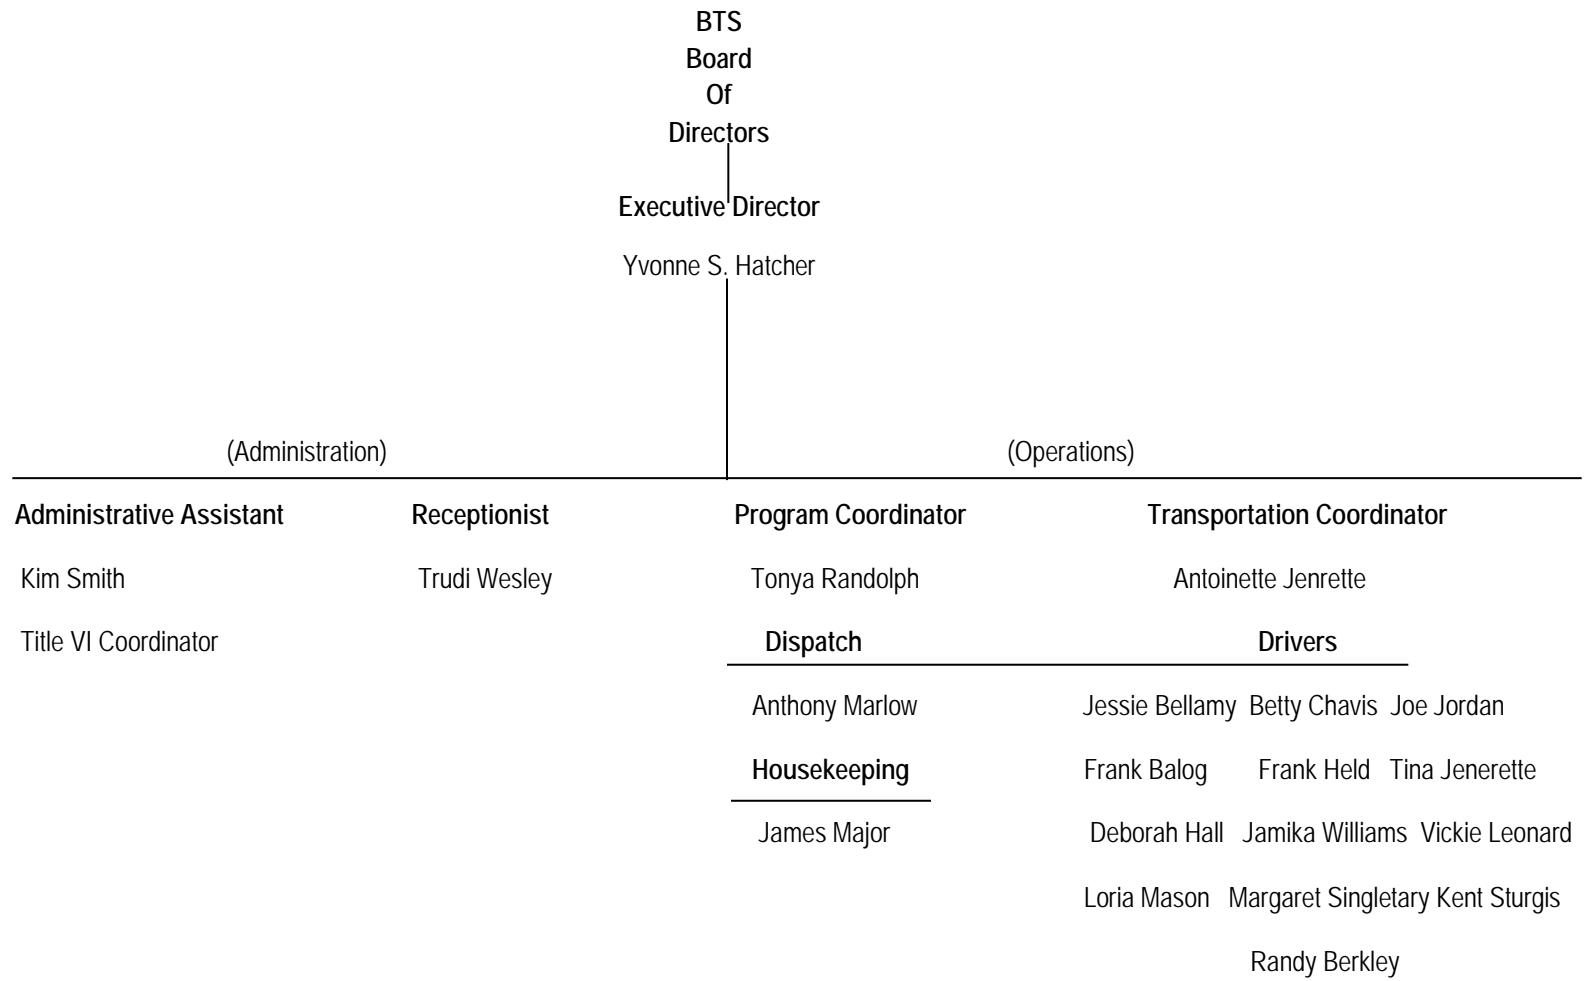 BTS
Board
Of
Directors
Executive Director
Yvonne S. Hatcher
(Administration) (Operations)
Administrative Assistant Receptionist Program Coordinator Transportation Coordinator
Kim Smith Trudi Wesley Tonya Randolph Antoinette Jenrette
Title VI Coordinator Dispatch Drivers
Anthony Marlow Jessie Bellamy Betty Chavis Joe Jordan
Housekeeping Frank Balog Frank Held Tina Jenerette
James Major Deborah Hall Jamika Williams Vickie Leonard
Loria Mason Margaret Singletary Kent Sturgis
Randy Berkley